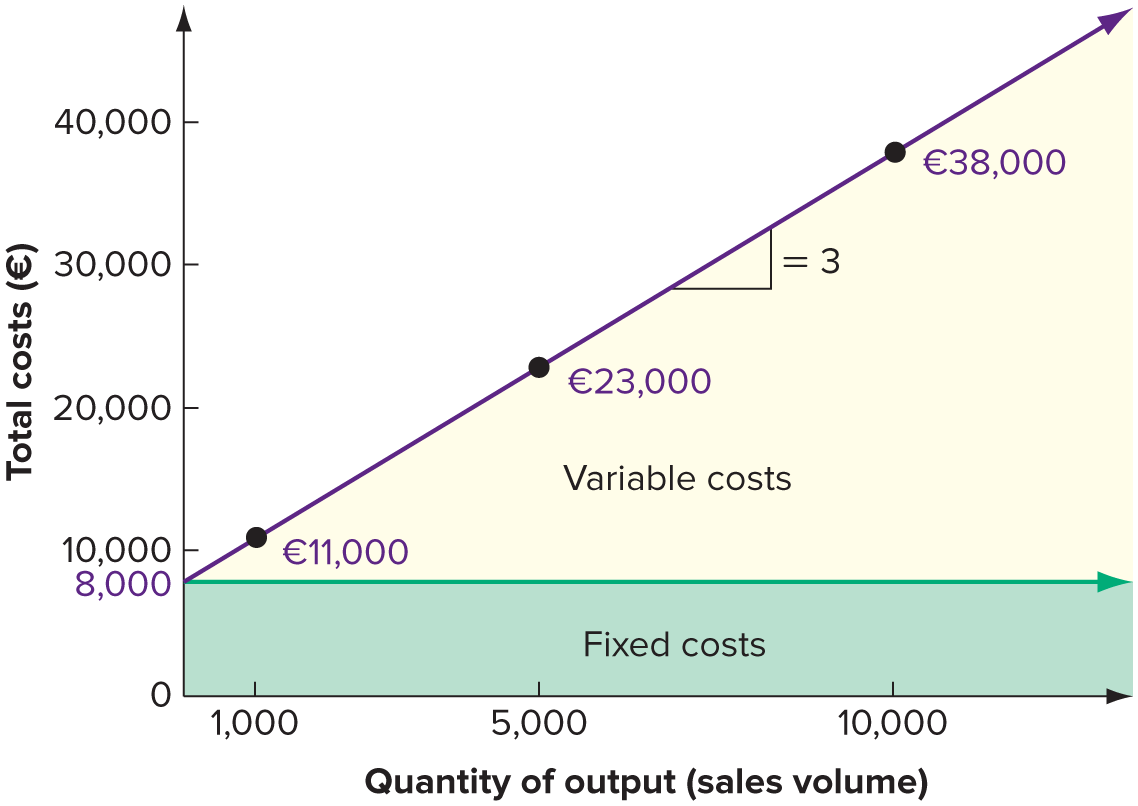 40,000
30,000
20,000
10,000
8,000
0
Total costs (€)
€38,000
= 3
€23,000
Variable costs
€11,000
Fixed costs
1,000 5,000 10,000
Quantity of output (sales volume)